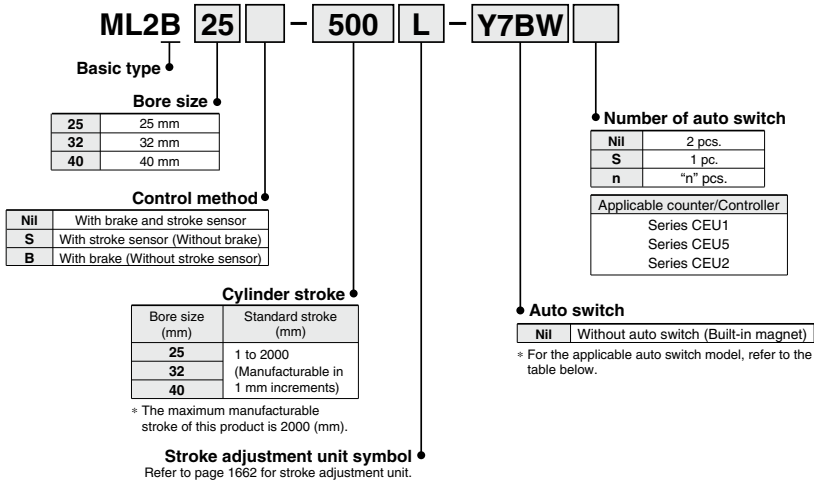 ML2B 25 – 500 L – Y7BW
Basic type
Bore size
25 25 mm
32 32 mm
40 40 mm
Control method
Nil With brake and stroke sensor
S With stroke sensor (Without brake)
B With brake (Without stroke sensor)
Cylinder stroke
Bore size (mm) Standard stroke (mm)
25 1 to 2000
32 (Manufacturable in
40 1 mm increments)
* The maximum manufacturable
stroke of this product is 2000 (mm).
Stroke adjustment unit symbol
Refer to page 1662 for stroke adjustment unit.
Number of auto switch
Nil 2 pcs.
S 1 pc.
n “n” pcs.
Applicable counter/Controller
Series CEU1
Series CEU5
Series CEU2
Auto switch
Nil Without auto switch (Built-in magnet)
* For the applicable auto switch model, refer to the
table below.